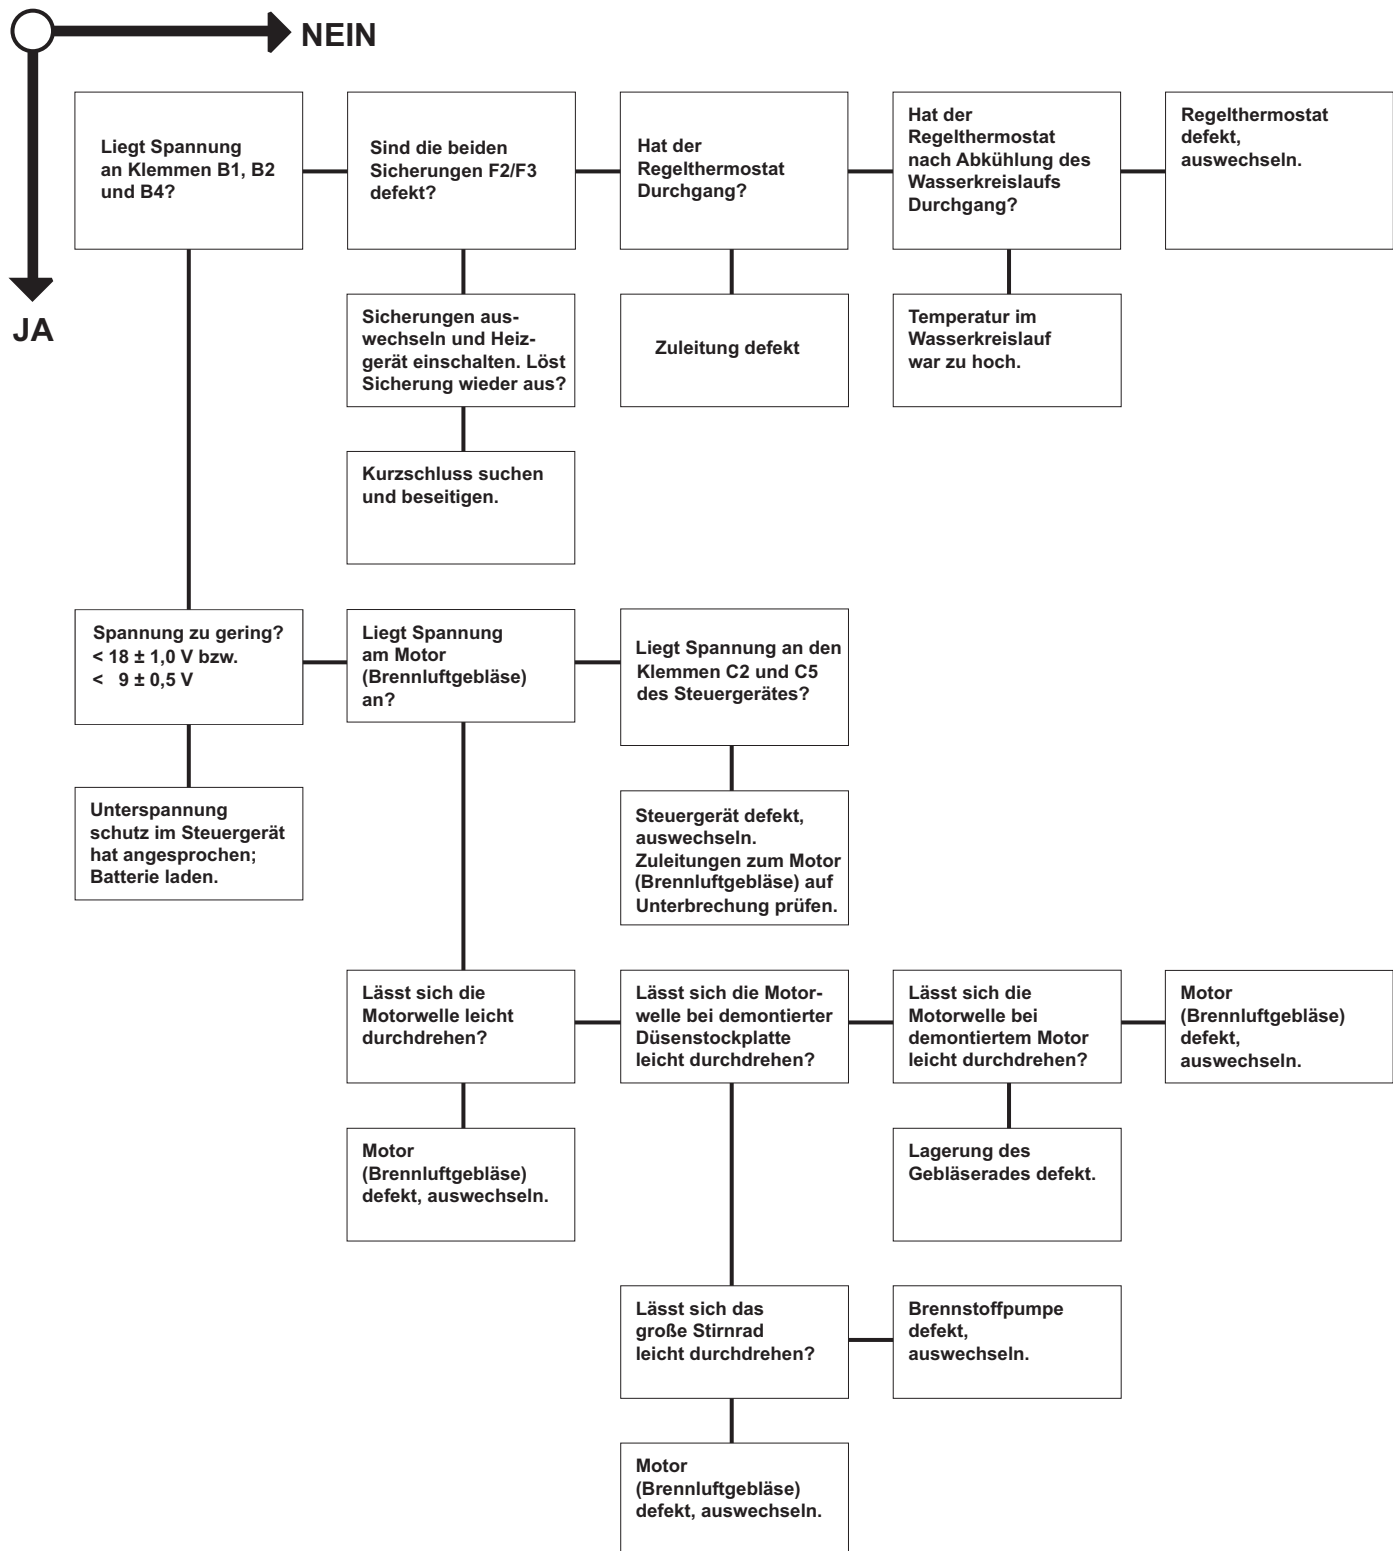 NEIN
JA
Liegt Spannung
an Klemmen B1, B2
und B4?
Sind die beiden
Sicherungen F2/F3
defekt?
Hat der
Regelthermostat
Durchgang?
Hat der
Regelthermostat
nach Abkühlung des
Wasserkreislaufs
Durchgang?
Regelthermostat
defekt,
auswechseln.
Sicherungen aus-
wechseln und Heiz-
gerät einschalten. Löst
Sicherung wieder aus?
Zuleitung defekt
Temperatur im
Wasserkreislauf
war zu hoch.
Kurzschluss suchen
und beseitigen.
Spannung zu gering?
< 18 ± 1,0 V bzw.
< 9 ± 0,5 V
Liegt Spannung
am Motor
(Brennluftgebläse)
an?
Liegt Spannung an den
Klemmen C2 und C5
des Steuergerätes?
Unterspannung
schutz im Steuergerät
hat angesprochen;
Batterie laden.
Steuergerät defekt,
auswechseln.
Zuleitungen zum Motor
(Brennluftgebläse) auf
Unterbrechung prüfen.
Lässt sich die
Motorwelle leicht
durchdrehen?
Lässt sich die Motor-
welle bei demontierter
Düsenstockplatte
leicht durchdrehen?
Lässt sich die
Motorwelle bei
demontiertem Motor
leicht durchdrehen?
Motor
(Brennluftgebläse)
defekt,
auswechseln.
Motor
(Brennluftgebläse)
defekt, auswechseln.
Lagerung des
Gebläserades defekt.
Lässt sich das
große Stirnrad
leicht durchdrehen?
Brennstoffpumpe
defekt,
auswechseln.
Motor
(Brennluftgebläse)
defekt, auswechseln.